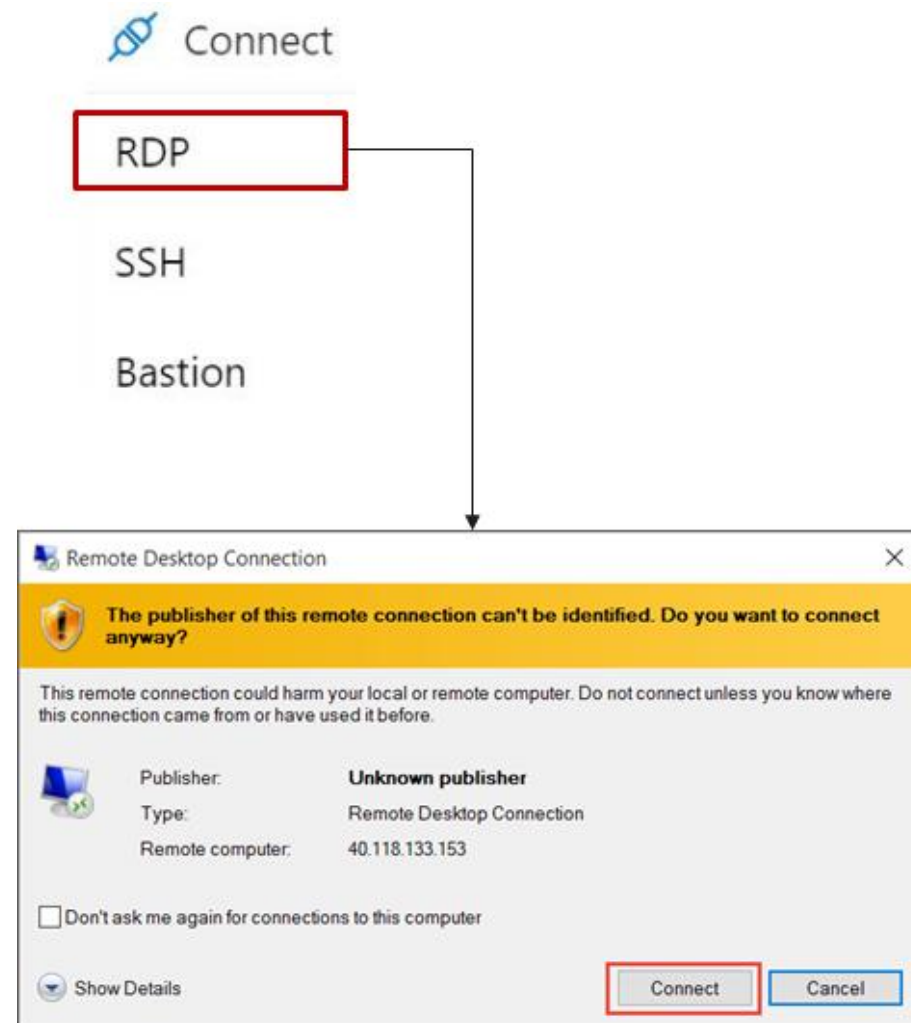 Connect
RDP
SSH
Bastion
Remote Desktop Connection
The publisher of this remote connection can't be identified. Do you want to connect
anyway?
This remote connection could harm your local or remote computer. Do not connect unless you know where
this connection came from or have used it before.
Publisher: Unknown publisher
Type: Remote Desktop Connection
Remote computer: 40.118.133.153
Don't ask me again for connections to this computer
Show Details Connect Cancel